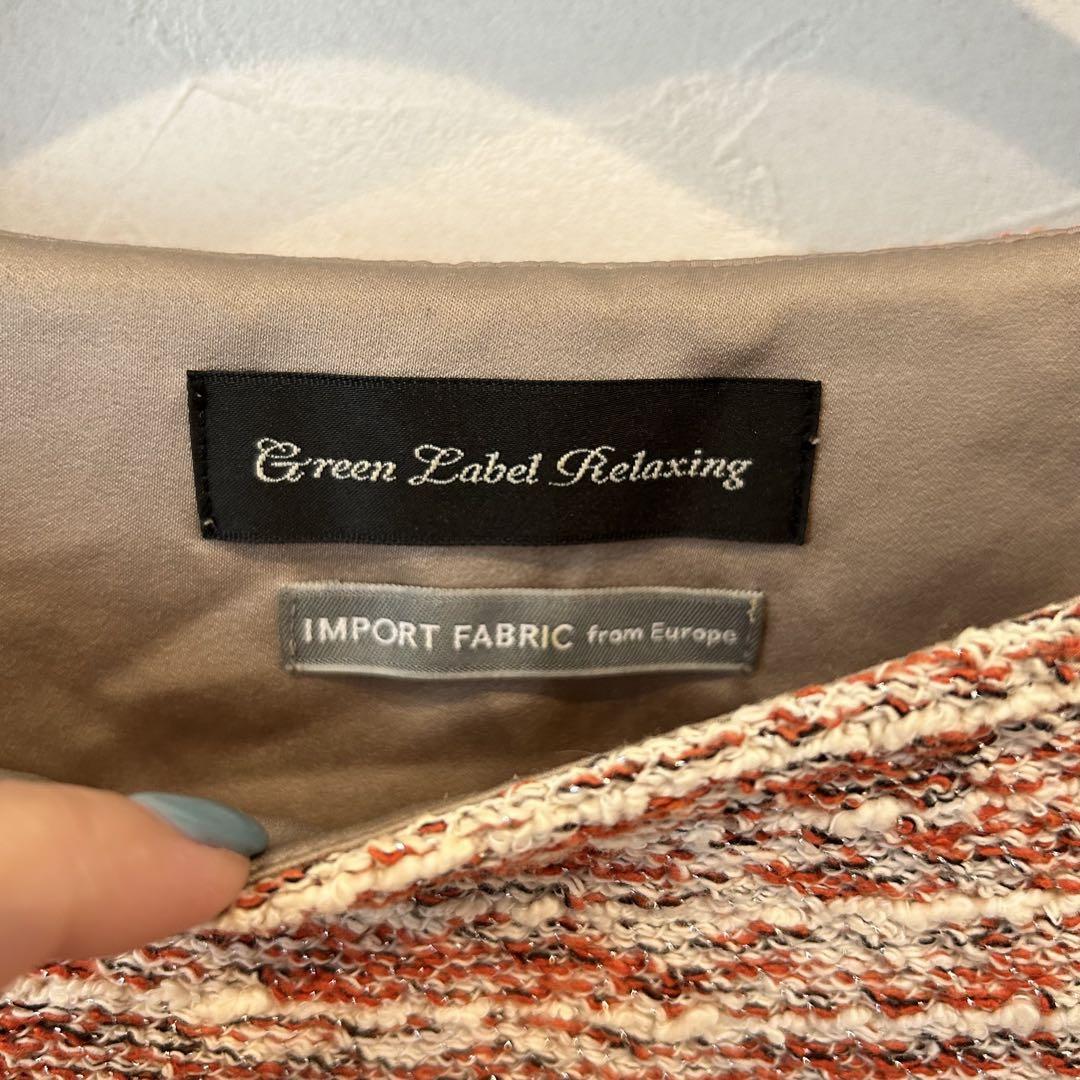 Green Label Relaxing
IMPORT FABRIC from Europe